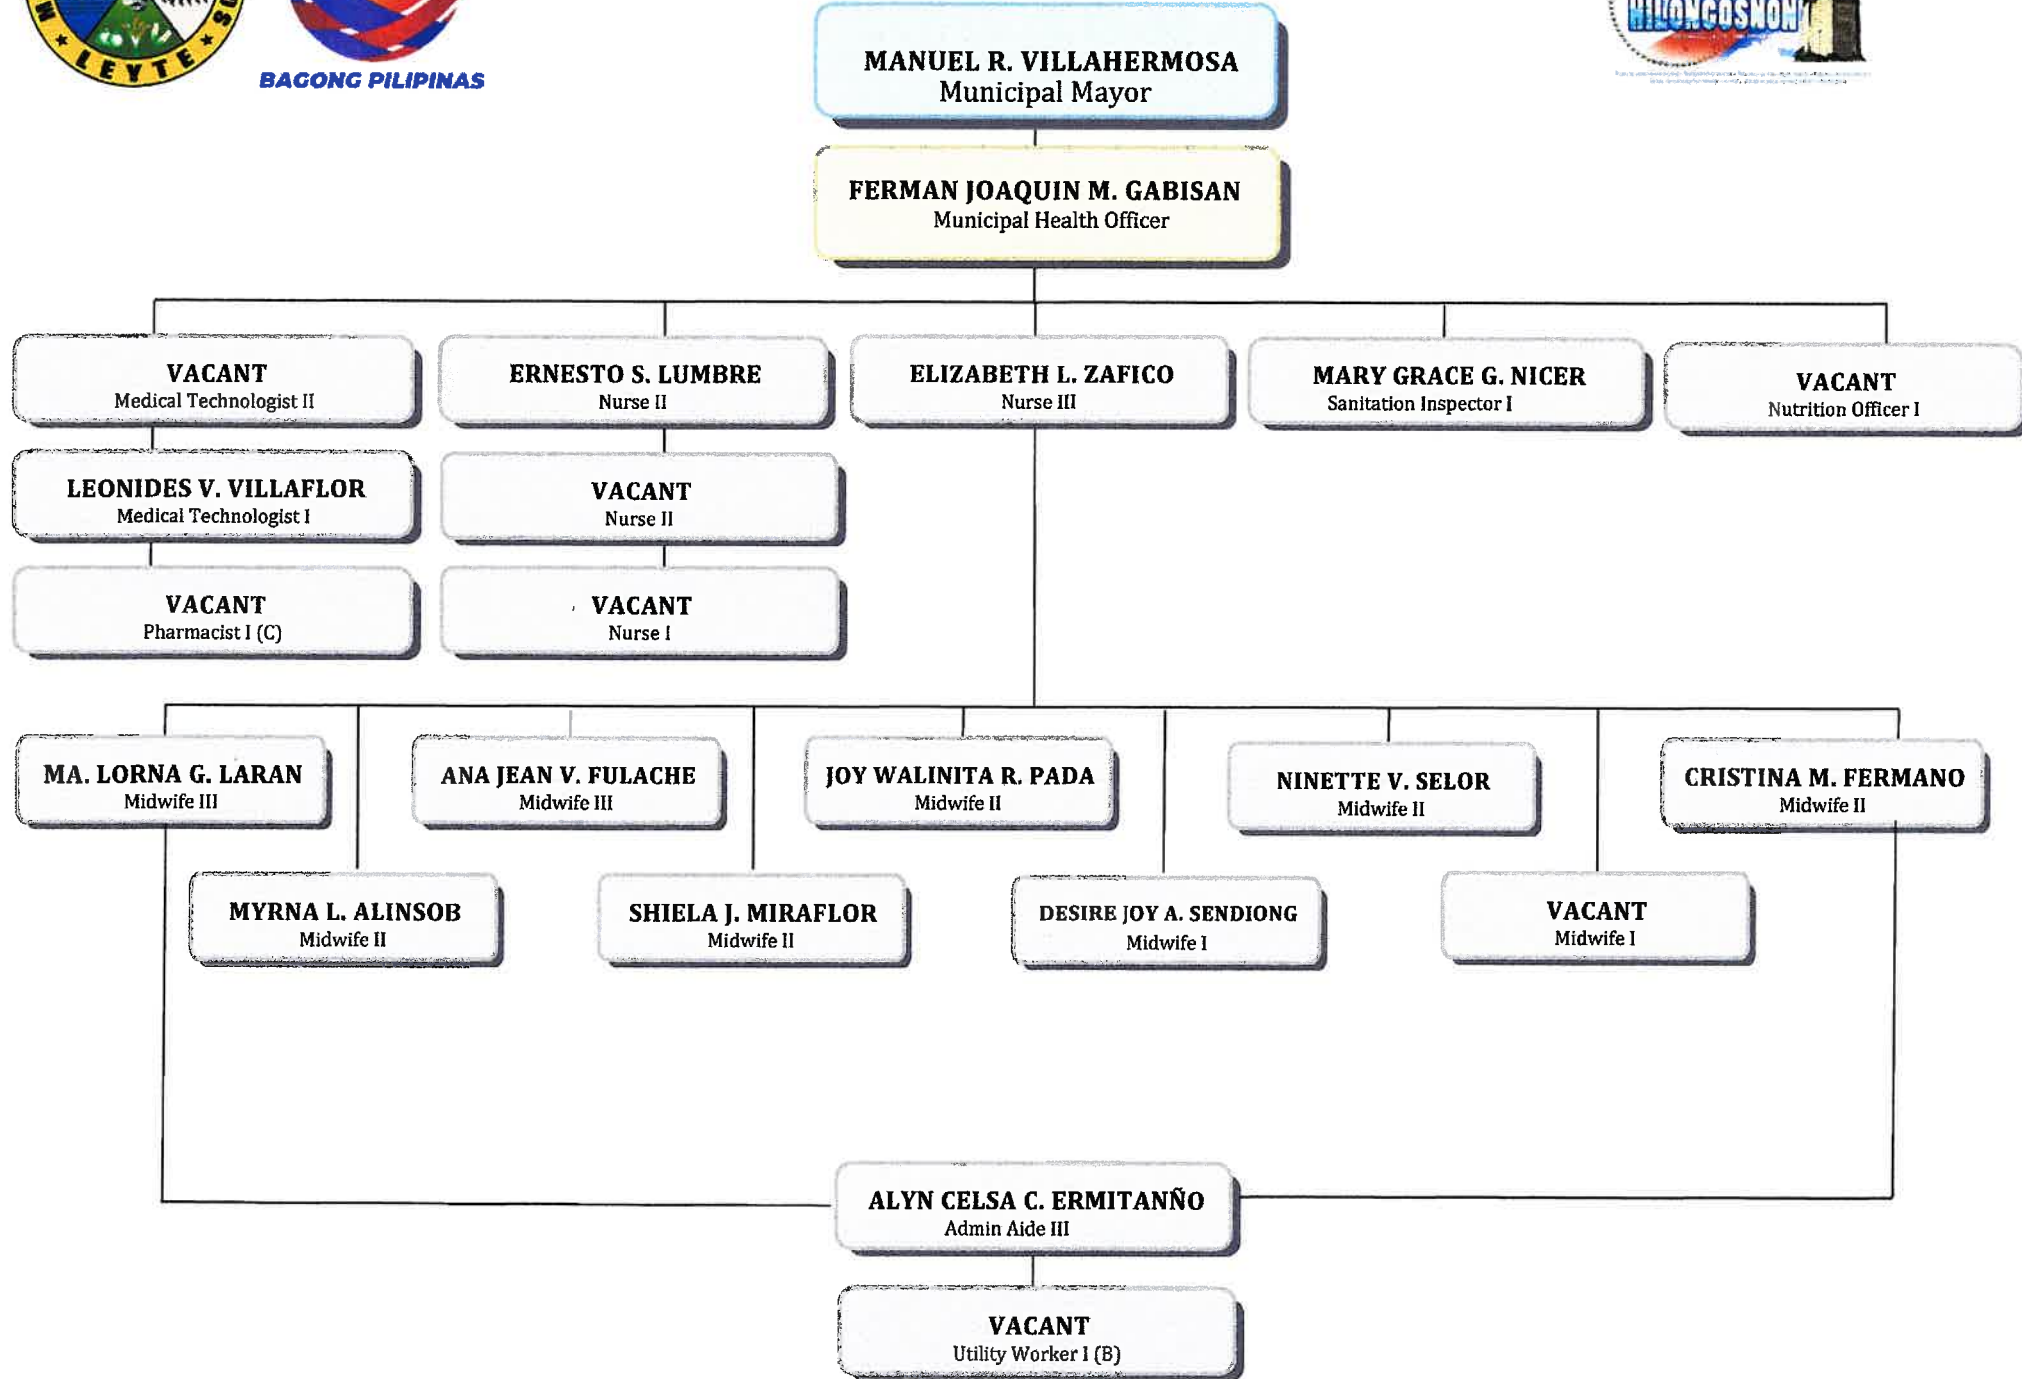 LEYTE
BAGONG PILIPINAS
HILONGOSNON
MANUEL R. VILLAHERMOSA
Municipal Mayor
FERMAN JOAQUIN M. GABISAN
Municipal Health Officer
VACANT
Medical Technologist II
ERNESTO S. LUMBRE
Nurse II
ELIZABETH L. ZAFICO
Nurse III
MARY GRACE G. NICER
Sanitation Inspector I
VACANT
Nutrition Officer I
LEONIDES V. VILLAFLOR
Medical Technologist I
VACANT
Nurse II
VACANT
Pharmacist I (C)
VACANT
Nurse I
MA. LORNA G. LARAN
Midwife III
ANA JEAN V. FULACHE
Midwife III
JOY WALINITA R. PADA
Midwife II
NINETTE V. SELOR
Midwife II
CRISTINA M. FERMANO
Midwife II
MYRNA L. ALINSOB
Midwife II
SHIELA J. MIRAFLOR
Midwife II
DESIRE JOY A. SENDIONG
Midwife I
VACANT
Midwife I
ALYN CELSA C. ERMITANÑO
Admin Aide III
VACANT
Utility Worker I (B)